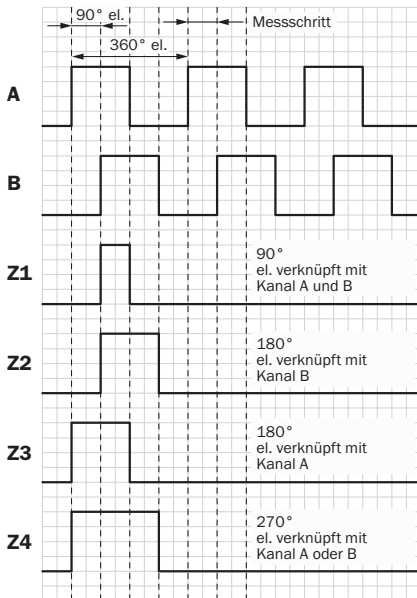 90° el.
Messschritt
360° el.
A
B
Z1
90°
el. verknüpft mit
Kanal A und B
Z2
180°
el. verknüpft mit
Kanal B
Z3
180°
el. verknüpft mit
Kanal A
Z4
270°
el. verknüpft mit
Kanal A oder B